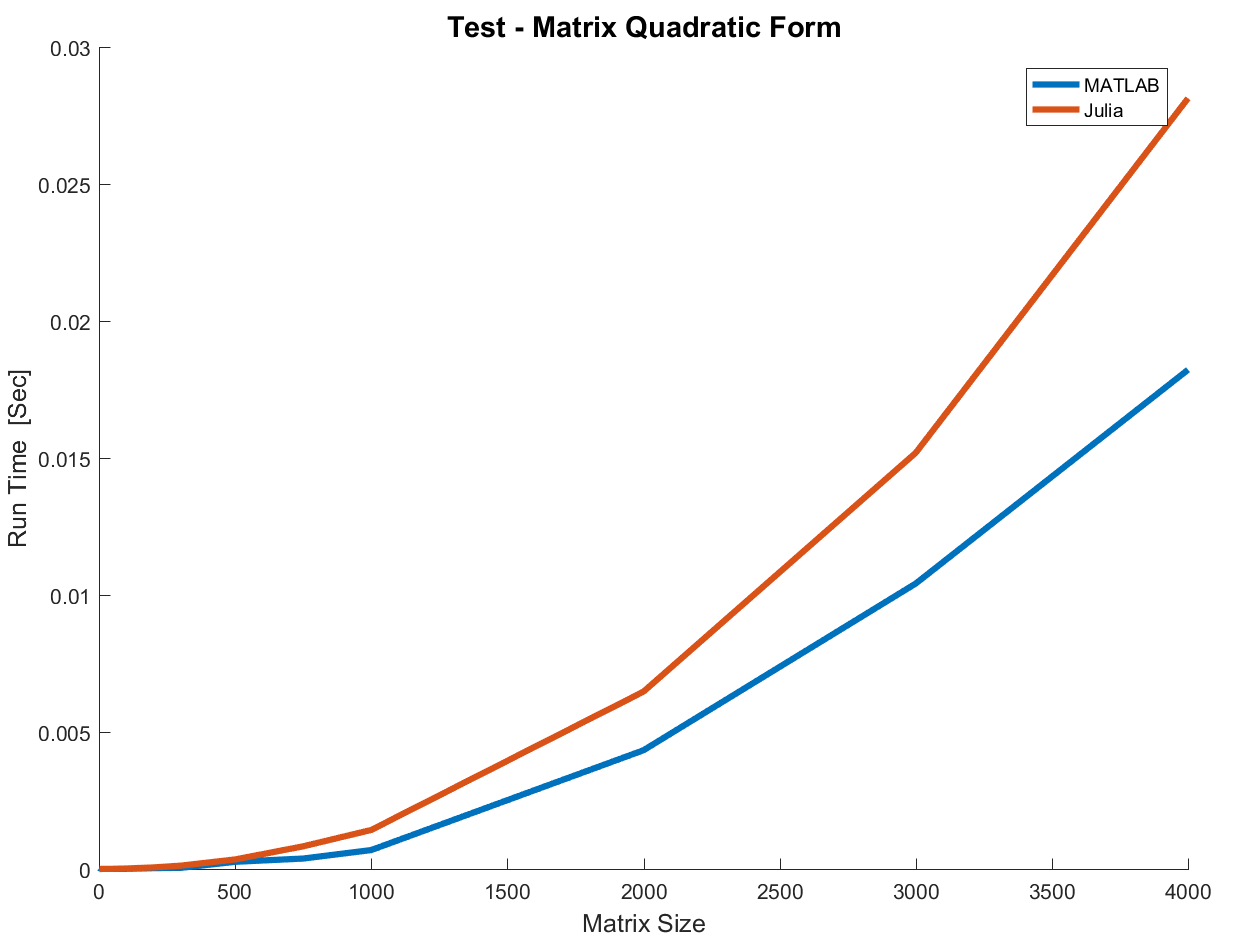 Test - Matrix Quadratic Form
MATLAB
Julia
0.03
0.025
0.02
0.015
0.01
0.005
0
Run Time [Sec]
0 500 1000 1500 2000 2500 3000 3500 4000
Matrix Size